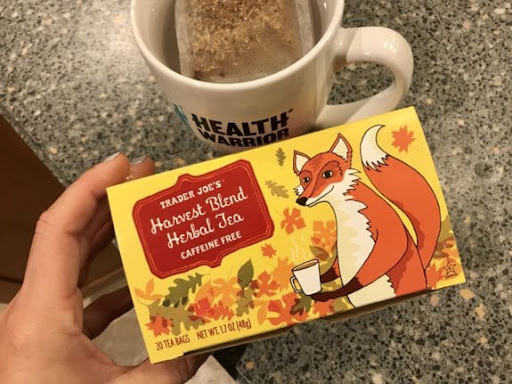 HEALTH
WARRIOR
TRADER JOE'S
Harvest Blend
Herbal Tea
CAFFEINE FREE
20 TEA BAGS NET WT. 1.7 OZ (48g)